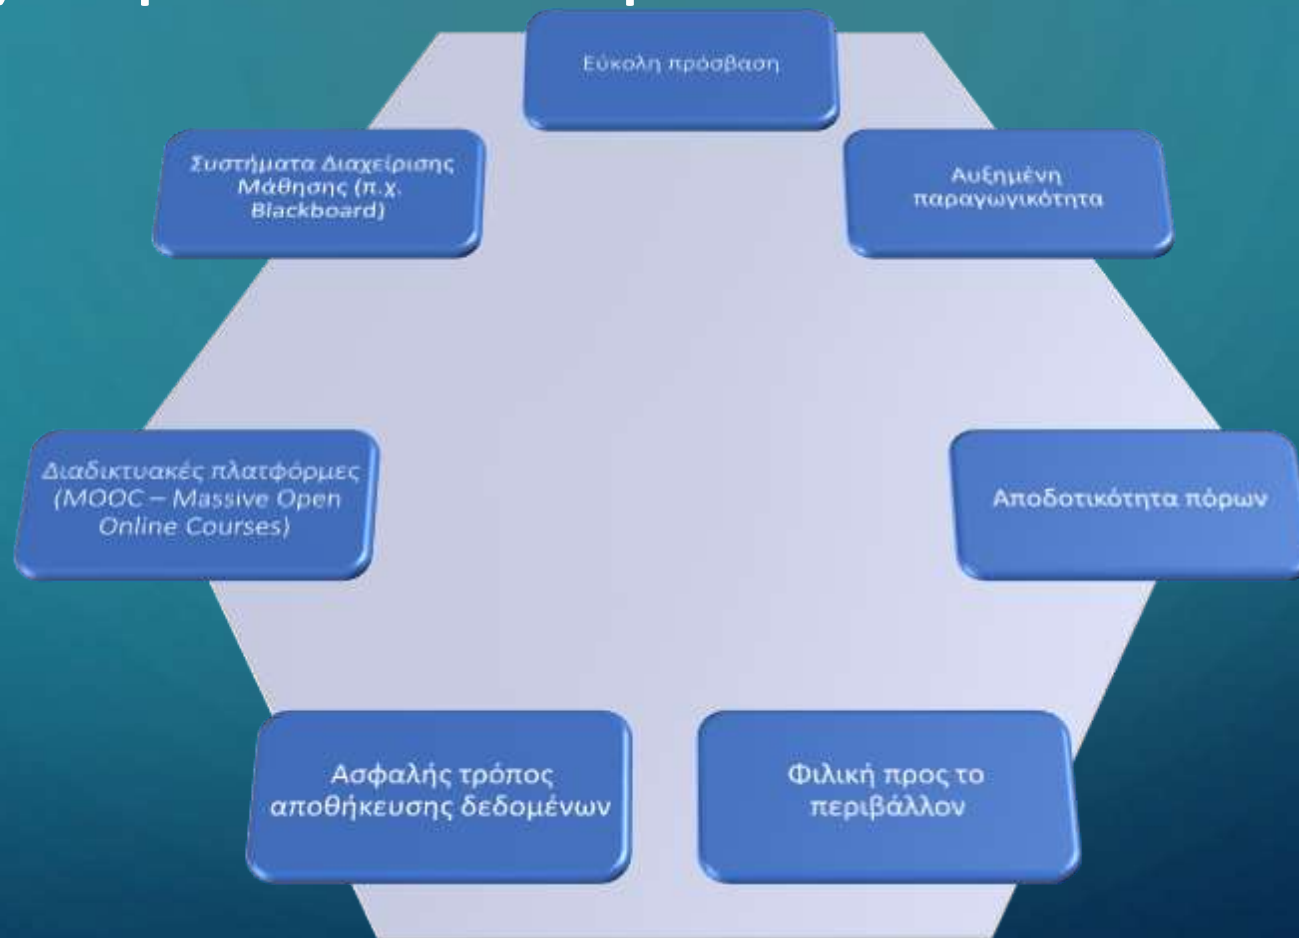 Εύκολη πρόσβαση
Αυξημένη
παραγωγικότητα
Αποδοτικότητα πόρων
Φιλική προς το
περιβάλλον
Ασφαλής τρόπος
αποθήκευσης δεδομένων
Διαδικτυακές πλατφόρμες
(MOOC – Massive Open
Online Courses)
Συστήματα Διαχείρισης
Μάθησης (π.χ.
Blackboard)